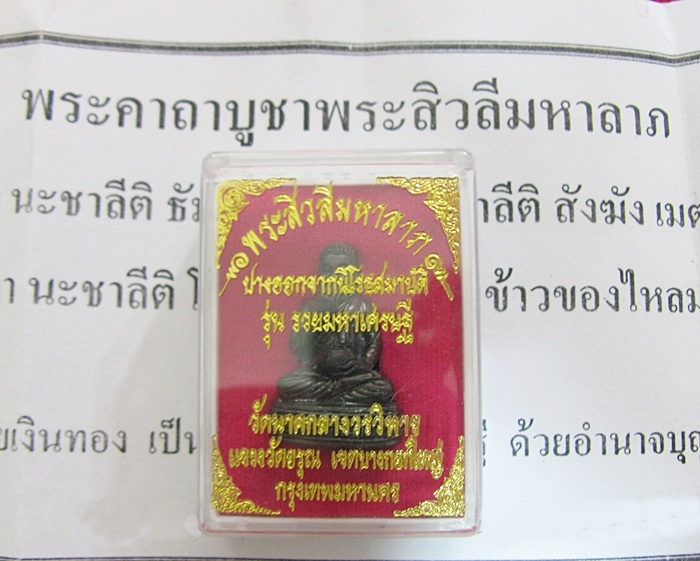 พระคาถาบูชาพระสิวลีมหาลาภ
นะชาลีติ ลีติ สังฆัง เมต
นะชาลีติ ข้าวของไหลม
เงินทอง เป็น ด้วยอำนาจบุญ
พระสิวลีมหาลาภ
ปางออกจากนิโรธสมาบัติ
รุ่น รวยมหาเศรษฐี
วัดนาคกลางวรวิหาร
แขวงวัดอรุณ เขตบางกอกใหญ่
กรุงเทพมหานคร